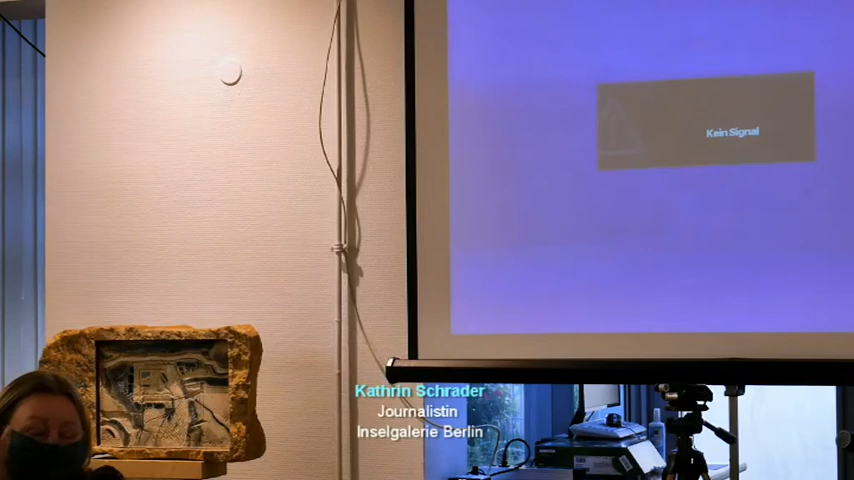 Kein Signal
Kathrin Schrader
Journalistin
Inselgalerie Berlin